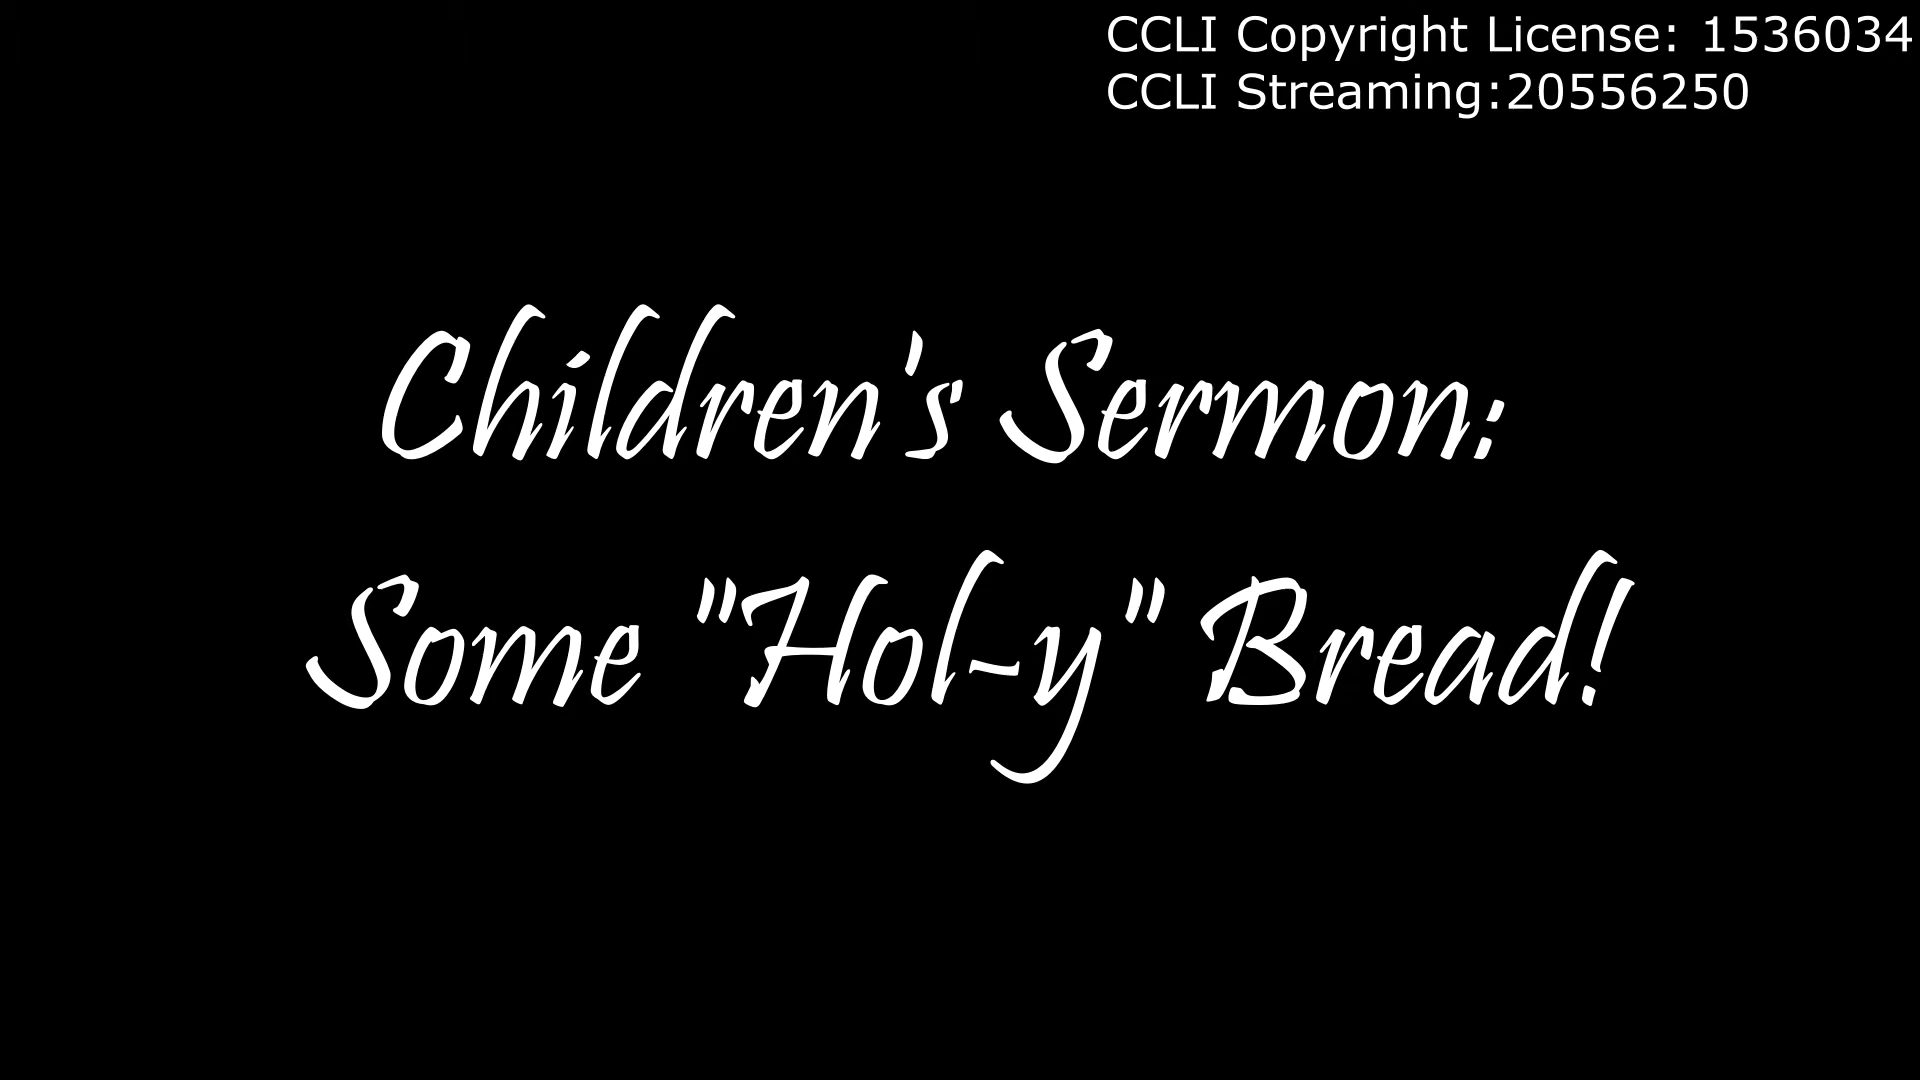 CCLI Copyright License: 1536034
CCLI Streaming:20556250
Children's Sermon:
Some "Hol-y" Bread!